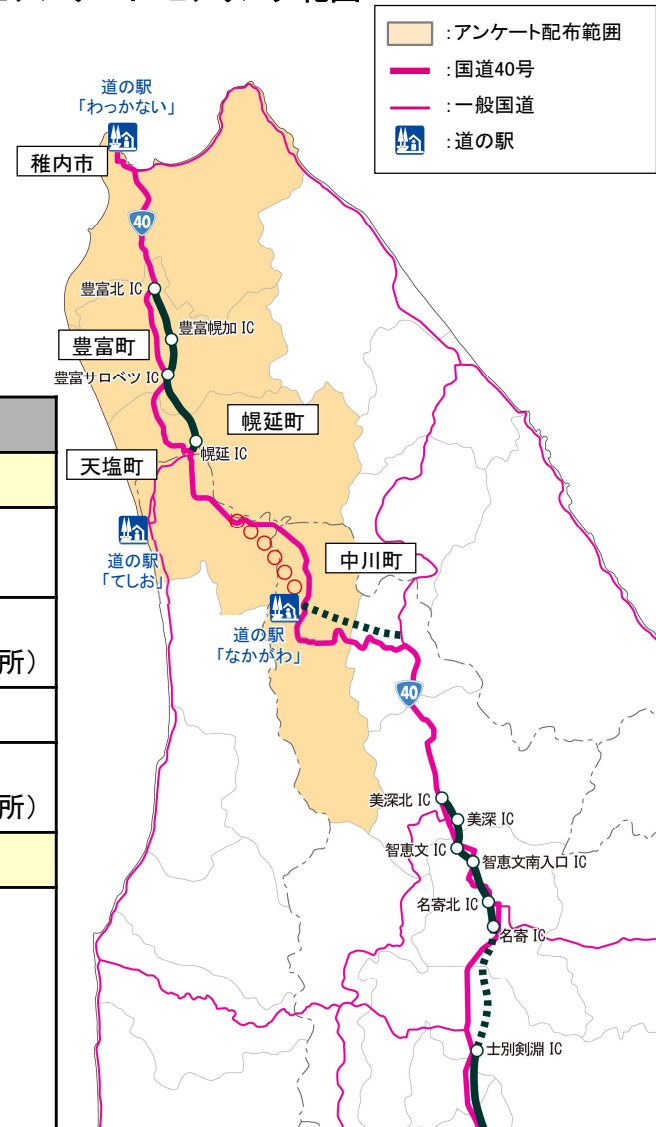 ：アンケート配布範囲
：国道40号
：一般国道
：道の駅
道の駅
「わっかない」
稚内市
40
豊富北 IC
豊富幌加 IC
豊富町
豊富サロベツ IC
幌延町
幌延 IC
天塩町
道の駅
「てしお」
中川町
道の駅
「なかがわ」
所）
40
所）
美深北 IC
美深 IC
智恵文 IC
智恵文南入口 IC
名寄北 IC
名寄 IC
士別剣淵 IC